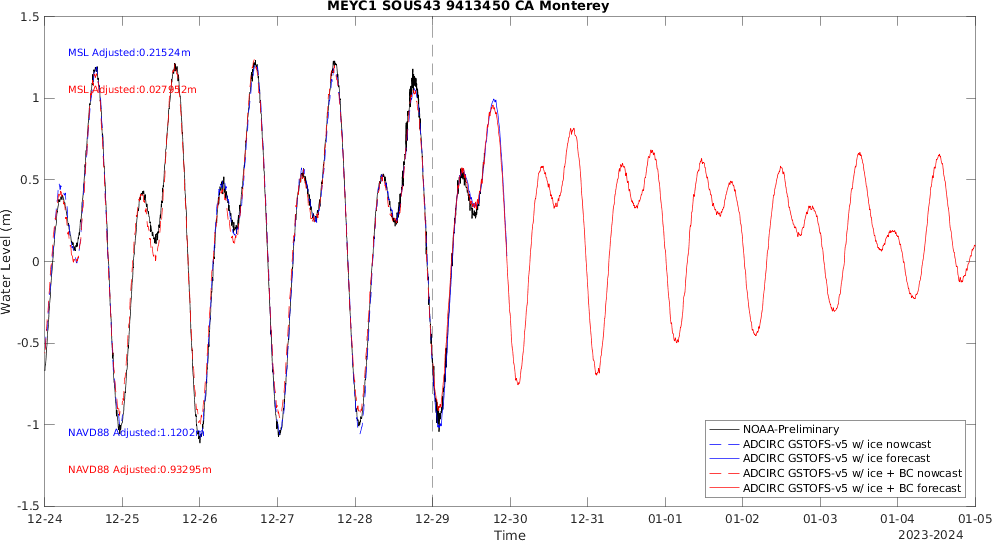 MEYC1 SOUS43 9413450 CA Monterey
1.5
1
0.5
0
-0.5
-1
-1.5
Water Level (m)
MSL Adjusted:0.21524m
MSL Adjusted:0.027952m
NAVD88 Adjusted:1.1202m
NAVD88 Adjusted:0.93295m
NOAA-Preliminary
ADCIRC GSTOFS-v5 w/ ice nowcast
ADCIRC GSTOFS-v5 w/ ice forecast
ADCIRC GSTOFS-v5 w/ ice + BC nowcast
ADCIRC GSTOFS-v5 w/ ice + BC forecast
12-24 12-25 12-26 12-27 12-28 12-29 12-30 12-31 01-01 01-02 01-03 01-04 01-05
Time
2023-2024